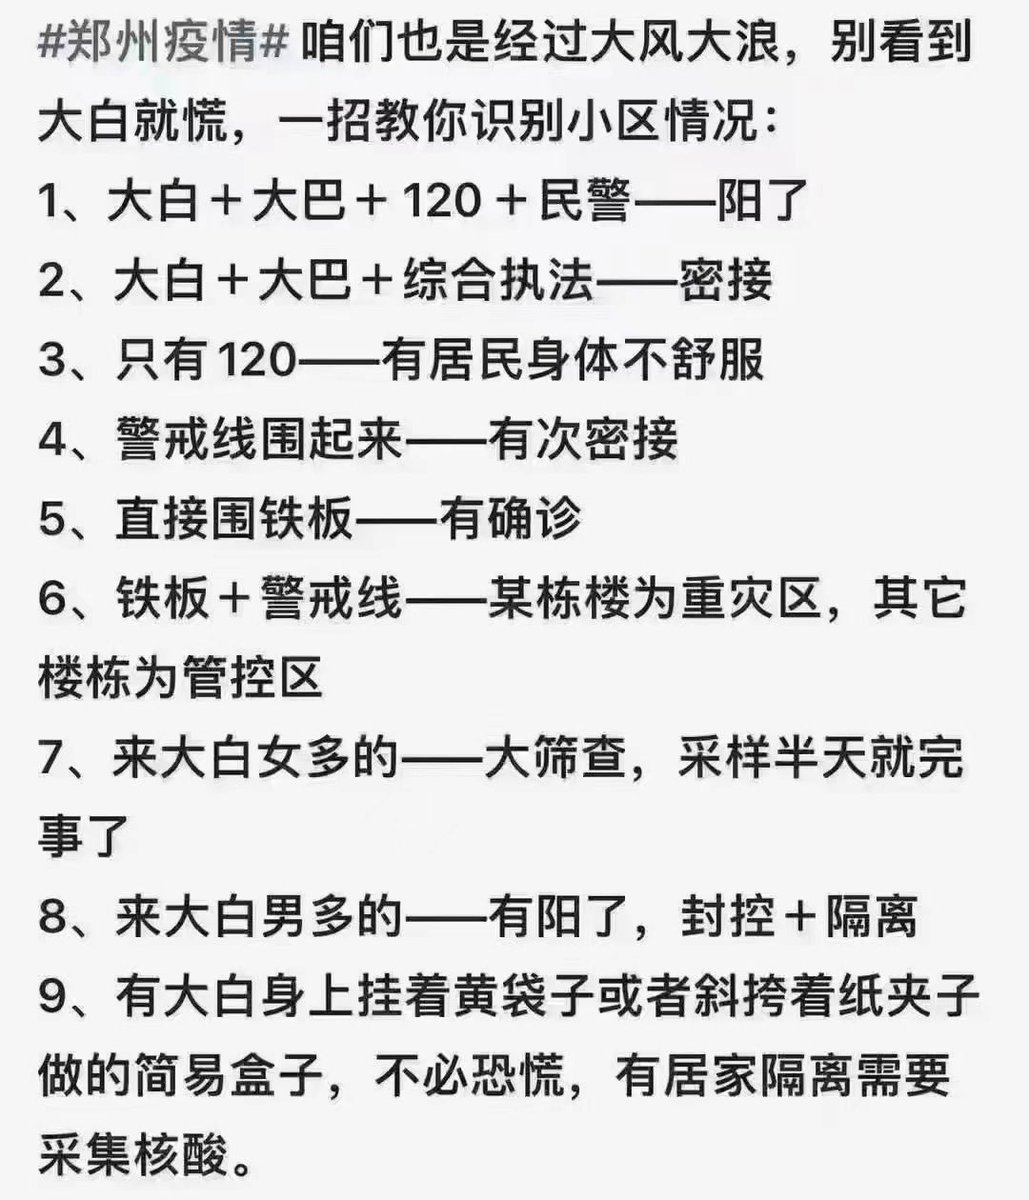 #郑州疫情# 咱们也是经过大风大浪，别看到
大白就慌，一招教你识别小区情况：
1、大白＋大巴＋120＋民警——阳了
2、大白＋大巴＋综合执法——密接
3、只有120——有居民身体不舒服
4、警戒线围起来——有次密接
5、直接围铁板——有确诊
6、铁板＋警戒线——某栋楼为重灾区，其它
楼栋为管控区
7、来大白女多的——大筛查，采样半天就完
事了
8、来大白男多的——有阳了，封控＋隔离
9、有大白身上挂着黄袋子或者斜挎着纸夹子
做的简易盒子，不必恐慌，有居家隔离需要
采集核酸。